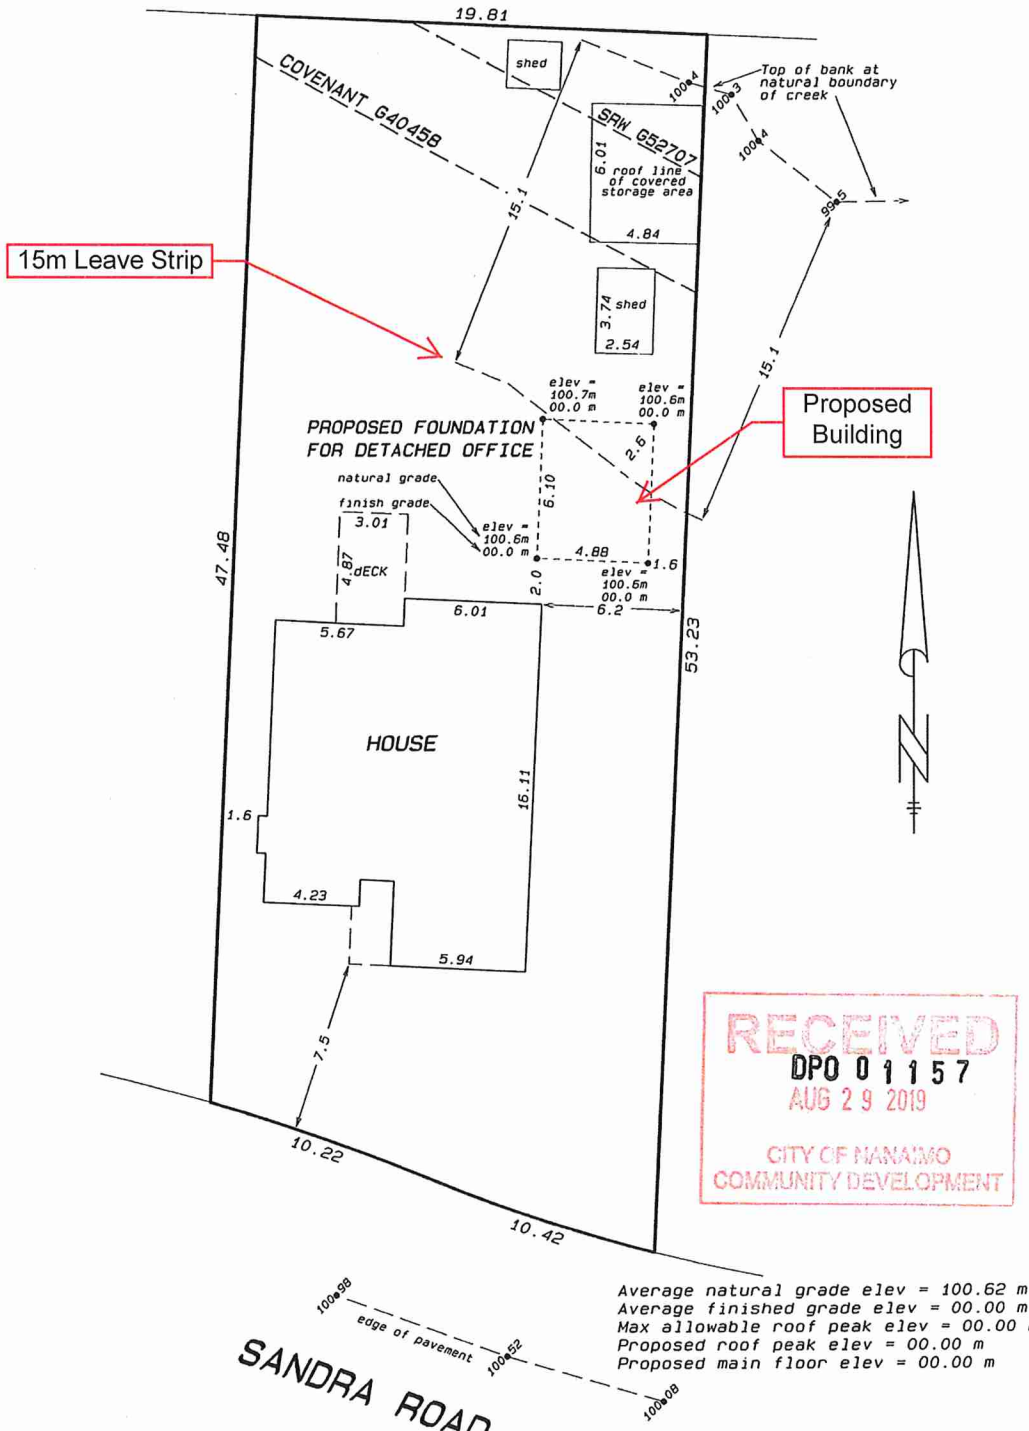 19.81
COVENANT G40458
shed
15.1
SRW G52707
6.01
roof line
of covered
storage area
4.84
100.4
100.3
100.4
99.5
Top of bank at
natural boundary
of creek
15m Leave Strip
3.74
shed
2.54
15.1
Proposed
Building
elev =
100.7m
00.0 m
elev =
100.6m
00.0 m
PROPOSED FOUNDATION
FOR DETACHED OFFICE
2.6
natural grade
finish grade
6.10
elev =
100.6m
00.0 m
4.88
1.6
elev =
100.6m
00.0 m
3.01
4.87
dECK
2.0
6.2
47.48
53.23
5.67
6.01
HOUSE
16.11
1.6
4.23
5.94
7.5
N
10.22
10.42
RECEIVED
DP0 0 1 1 5 7
AUG 2 9 2019
CITY OF NANAIMO
COMMUNITY DEVELOPMENT
100.98
edge of pavement
100.52
100.08
SANDRA ROAD
Average natural grade elev = 100.62 m
Average finished grade elev = 00.00 m
Max allowable roof peak elev = 00.00
Proposed roof peak elev = 00.00 m
Proposed main floor elev = 00.00 m